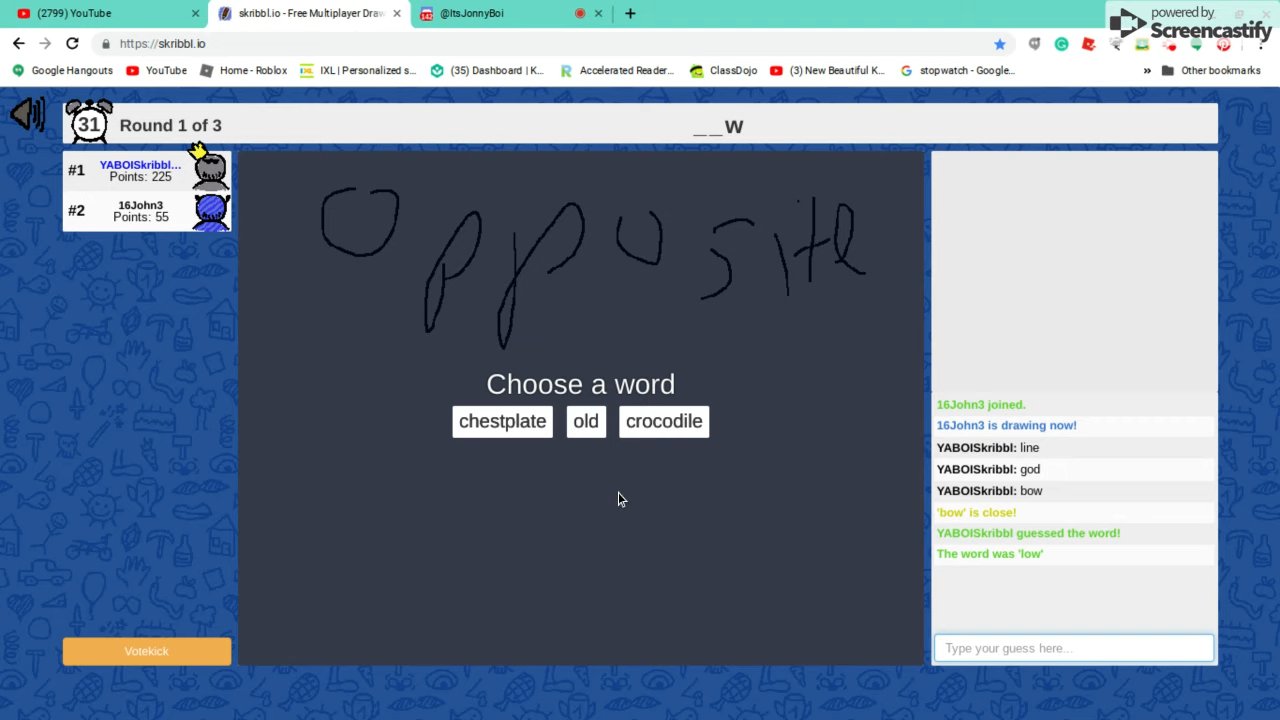 (2799) YouTube
skribbl.io - Free Multiplayer Draw
142
@ItsJonnyBoi
powered by
Screencastify
https://skribbl.io
Google Hangouts
YouTube
Home - Roblox
IXL | Personalized s...
(35) Dashboard | K...
Accelerated Reader...
ClassDojo
(3) New Beautiful K...
stopwatch - Google...
»
Other bookmarks
31
Round 1 of 3
__w
#1
YABOISkribbl...
Points: 225
#2
16John3
Points: 55
Opposite
Choose a word
chestplate
old
crocodile
16John3 joined.
16John3 is drawing now!
YABOISkribbl: line
YABOISkribbl: god
YABOISkribbl: bow
'bow' is close!
YABOISkribbl guessed the word!
The word was 'low'
Type your guess here...
Votekick